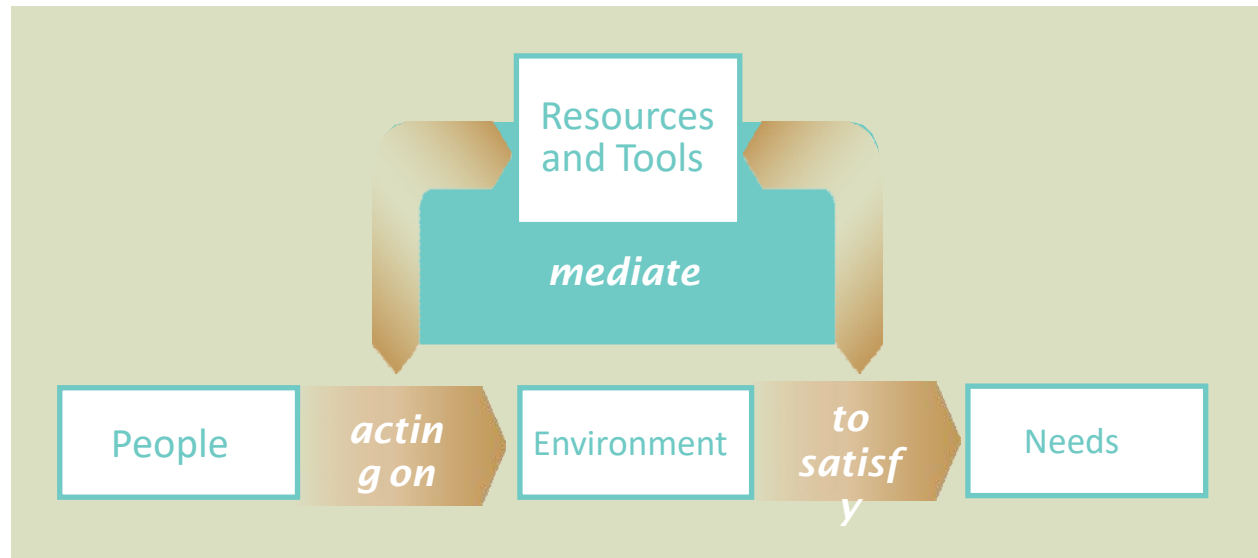 Resources
and Tools
mediate
People
actin
g on
Environment
to
satisf
y
Needs